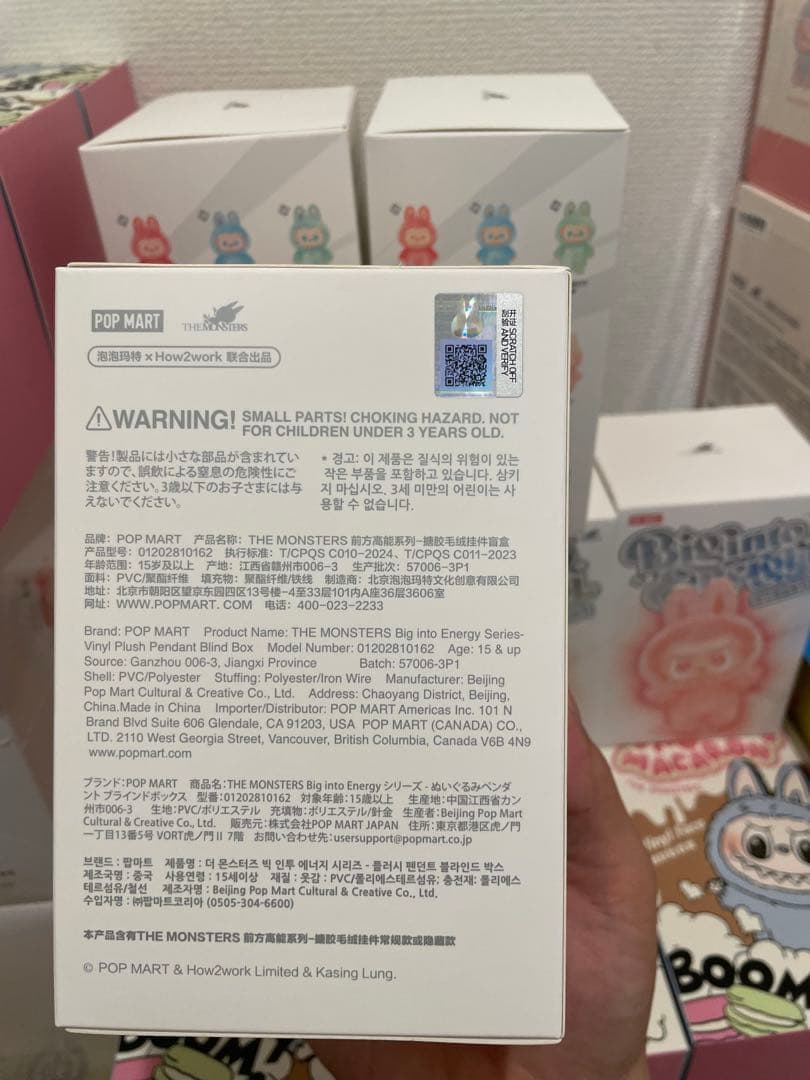 POP MART
THE MONSTERS
泡泡玛特 × How2work 联合出品
刮开涂层 验证真伪
SCRATCH OFF
AND VERIFY
WARNING! SMALL PARTS! CHOKING HAZARD. NOT
FOR CHILDREN UNDER 3 YEARS OLD.
警告!製品には小さな部品が含まれてい
ますので、誤飲による窒息の危険性にご
注意ください。3歳以下のお子さまには与
えないでください。
* 경고: 이 제품은 질식의 위험이 있는
작은 부품을 포함하고 있습니다. 삼키
지 마십시오. 3세 미만의 어린이는 사
용할 수 없습니다.
品牌: POP MART 产品名称: THE MONSTERS 前方高能系列-搪胶毛绒挂件盲盒
产品型号: 01202810162 执行标准: T/CPQS C010-2024、T/CPQS C011-2023
年龄范围: 15岁及以上 产地: 江西省赣州市006-3 生产批次: 57006-3P1
面料: PVC/聚酯纤维 填充物: 聚酯纤维/铁线 制造商: 北京泡泡玛特文化创意有限公司
地址: 北京市朝阳区望京东园四区13号楼-4至33层101内A座36层3606室
网址: WWW.POPMART. COM 电话: 400-023-2233
Brand: POP MART Product Name: THE MONSTERS Big into Energy Series-
Vinyl Plush Pendant Blind Box Model Number: 01202810162 Age: 15 & up
Source: Ganzhou 006-3, Jiangxi Province Batch: 57006-3P1
Shell: PVC/Polyester Stuffing: Polyester/Iron Wire Manufacturer: Beijing
Pop Mart Cultural & Creative Co., Ltd. Address: Chaoyang District, Beijing,
China.Made in China Importer/Distributor: POP MART Americas Inc. 101 N
Brand Blvd Suite 606 Glendale, CA 91203, USA POP MART (CANADA) CO.,
LTD. 2110 West Georgia Street, Vancouver, British Columbia, Canada V6B 4N9
www.popmart.com
ブランド:POP MART 商品名:THE MONSTERS Big into Energy シリーズ - ぬいぐるみペンダ
ント ブラインドボックス 型番:01202810162 対象年齢:15歳以上 生産地:中国江西省カン
州市006-3 生地:PVC/ポリエステル 充填物:ポリエステル/針金 生産者:Beijing Pop Mart
Cultural & Creative Co., Ltd. 販売元:株式会社POP MART JAPAN 住所:東京都港区虎ノ門
一丁目13番5号 VORT虎ノ門Ⅱ 7階 お問い合わせ先:usersupport@popmart.co.jp
브랜드 : 팝마트 제품명 : 더 몬스터즈 빅 인투 에너지 시리즈 - 플러시 펜던트 블라인드 박스
제조국명 : 중국 사용연령 : 15세이상 재질 : 옷감 : PVC/폴리에스테르섬유; 충전재: 폴리에스
테르섬유/철선 제조자명 : Beijing Pop Mart Cultural & Creative Co., Ltd.
수입자명 : ㈜팝마트코리아 (0505-304-6600)
本产品含有THE MONSTERS 前方高能系列-搪胶毛绒挂件常规款或隐藏款
© POP MART & How2work Limited & Kasing Lung.
Big into
MACARON
BOOM